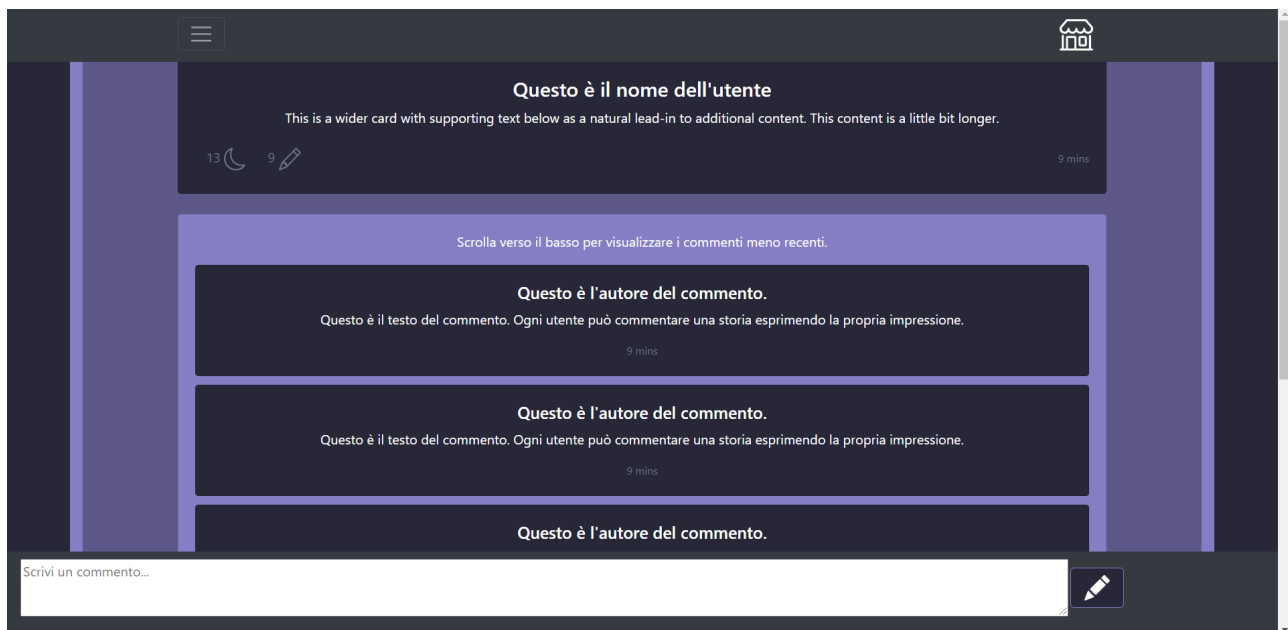 Questo è il nome dell'utente
This is a wider card with supporting text below as a natural lead-in to additional content. This content is a little bit longer.
13 9 9 mins
Scrolla verso il basso per visualizzare i commenti meno recenti.
Questo è l'autore del commento.
Questo è il testo del commento. Ogni utente può commentare una storia esprimendo la propria impressione.
9 mins
Questo è l'autore del commento.
Questo è il testo del commento. Ogni utente può commentare una storia esprimendo la propria impressione.
9 mins
Questo è l'autore del commento.
Scrivi un commento...